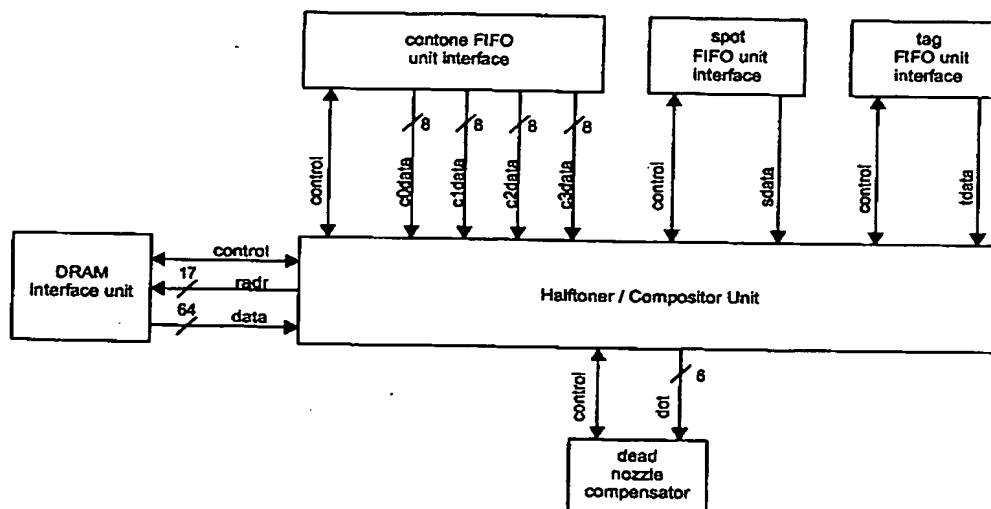 contone FIFO
unit interface
spot
FIFO unit
interface
tag
FIFO unit
interface
control
8
c0data
8
c1data
8
c2data
8
c3data
control
sdata
control
tdata
DRAM
Interface unit
control
17
radr
64
data
Halftoner / Compositor Unit
control
6
dot
dead
nozzle
compensator